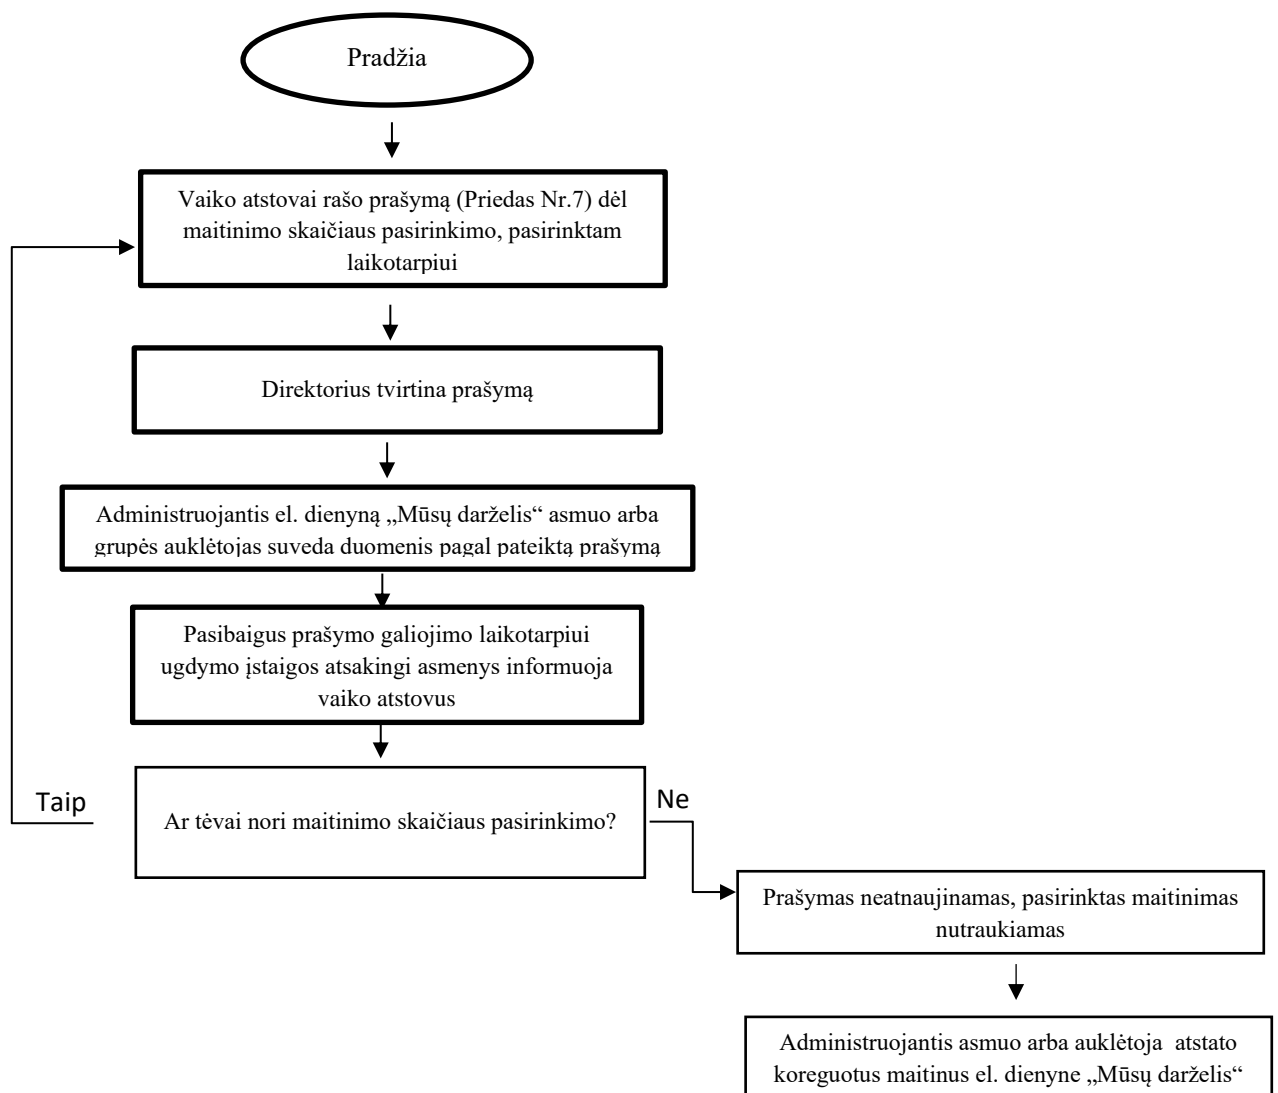 Pradžia
Vaiko atstovai rašo prašymą (Priedas Nr.7) dėl
maitinimo skaičiaus pasirinkimo, pasirinktam
laikotarpiui
Direktorius tvirtina prašymą
Administruojantis el. dienyną „Mūsų darželis“ asmuo arba
grupės auklėtojas suveda duomenis pagal pateiktą prašymą
Pasibaigus prašymo galiojimo laikotarpiui
ugdymo įstaigos atsakingi asmenys informuoja
vaiko atstovus
Taip
Ar tėvai nori maitinimo skaičiaus pasirinkimo?
Ne
Prašymas neatnaujinamas, pasirinktas maitinimas
nutraukiamas
Administruojantis asmuo arba auklėtoja atstato
koreguotus maitinus el. dienyne „Mūsų darželis“